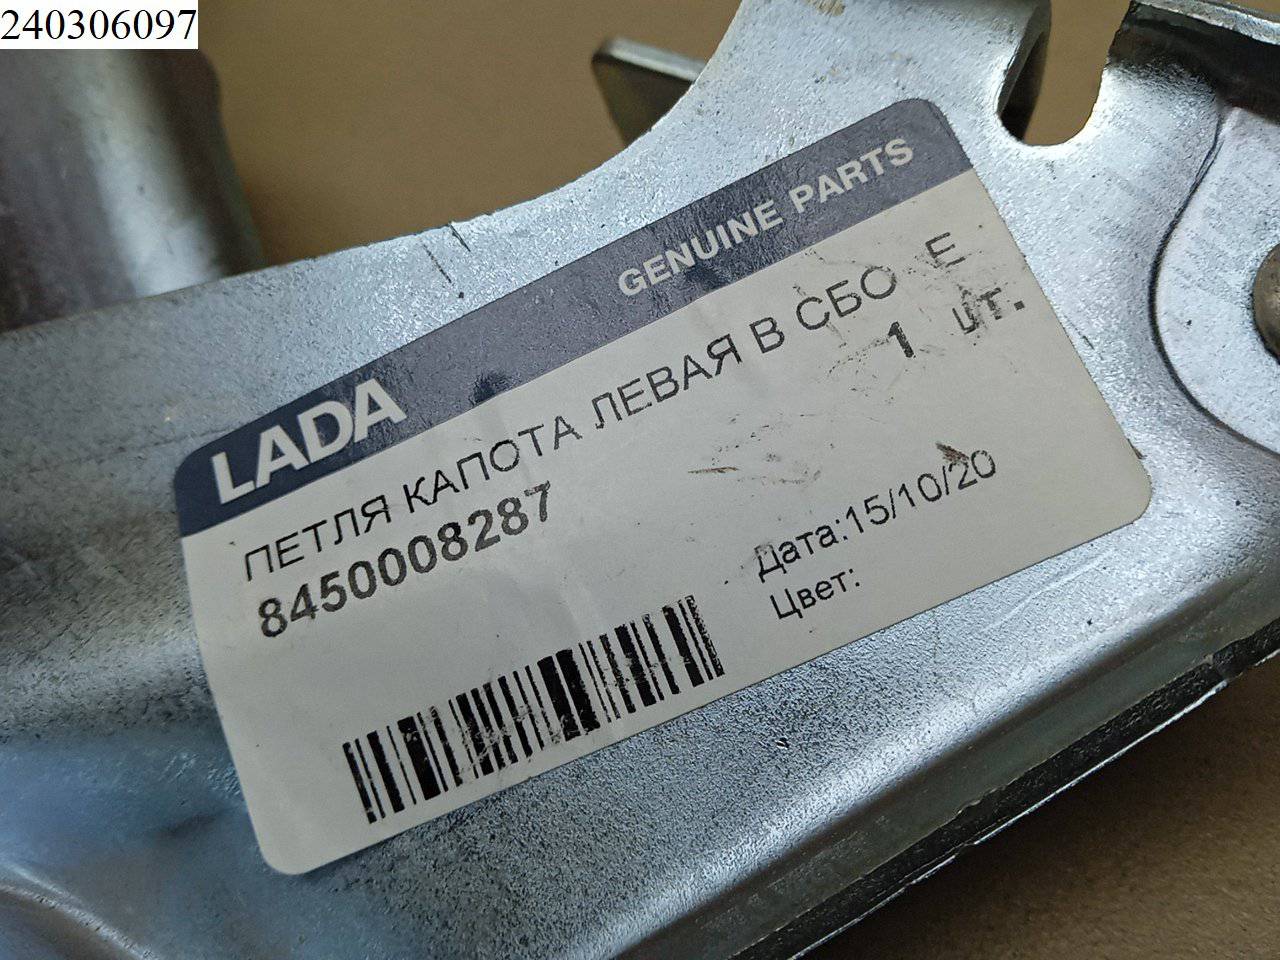 240306097
GENUINE PARTS
LADA
ПЕТЛЯ КАПОТА ЛЕВАЯ В СБО Е
8450008287
1 шт.
Дата:15/10/20
Цвет: